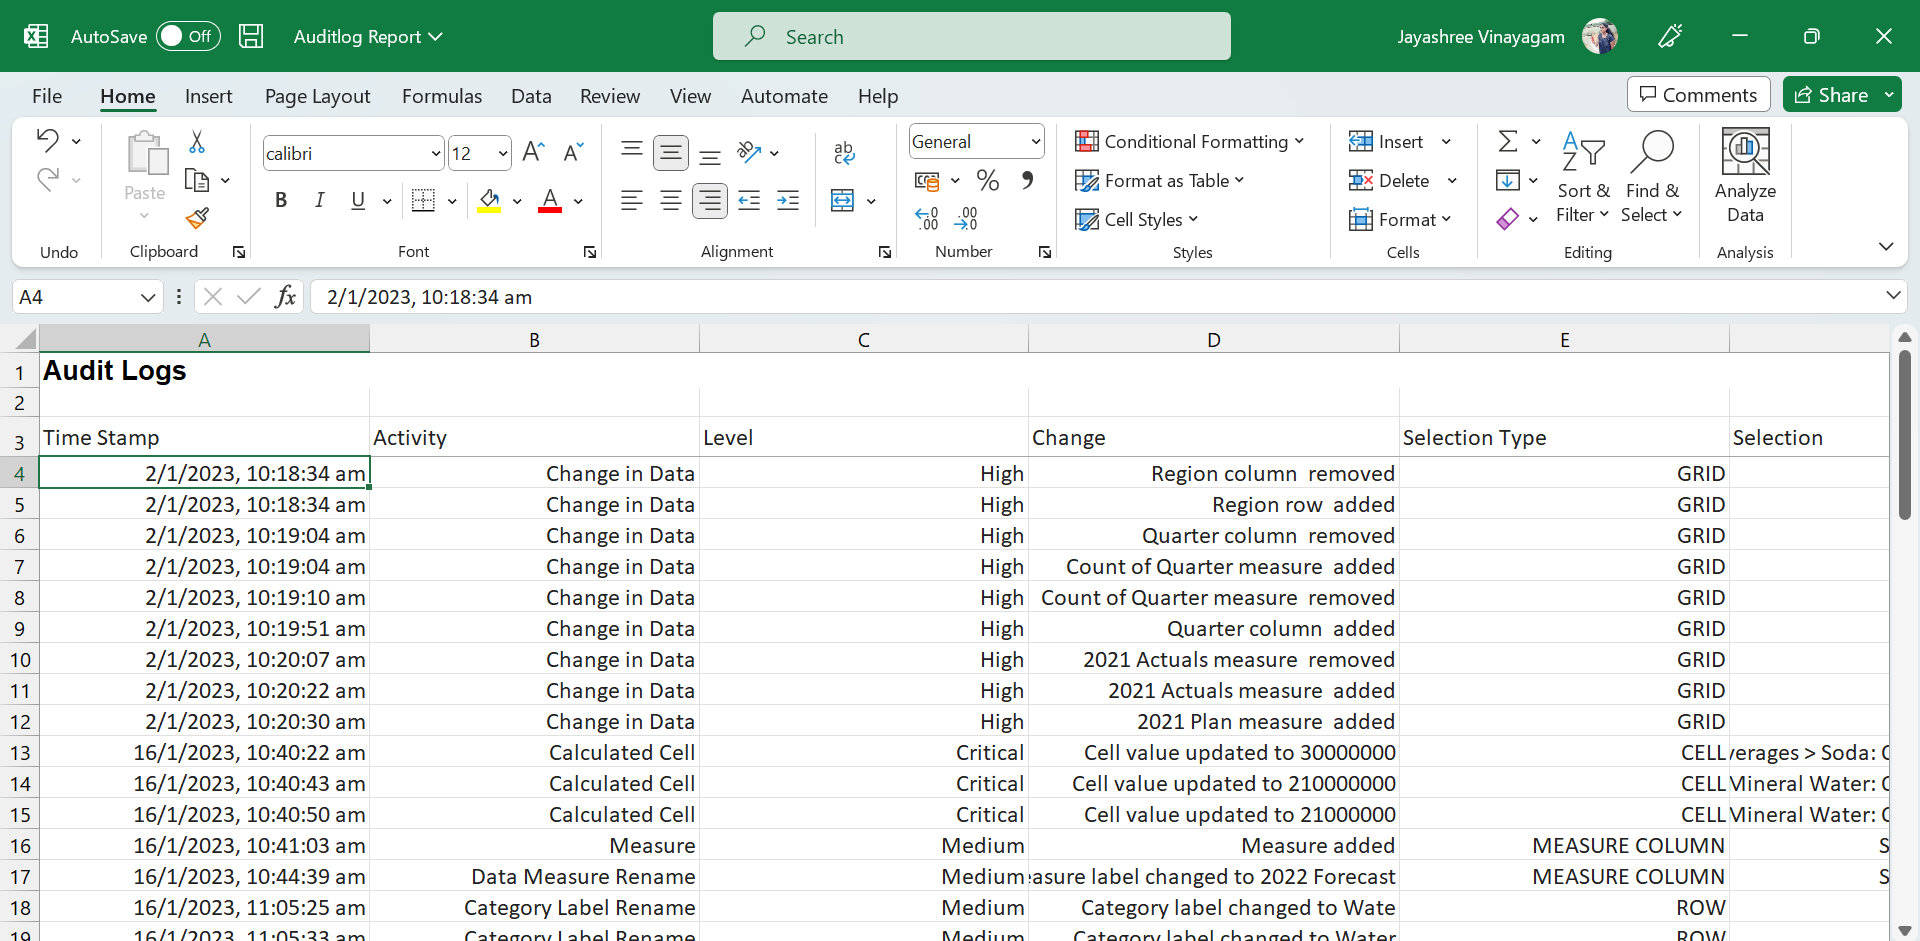 AutoSave Off Auditlog Report Search Jayashree Vinayagam
File Home Insert Page Layout Formulas Data Review View Automate Help Comments Share
calibri 12 General Conditional Formatting Insert
Paste Format as Table Delete Sort & Filter Find & Select Analyze Data
B I U Cell Styles Format
Undo Clipboard Font Alignment Number Styles Cells Editing Analysis
A4 fx 2/1/2023, 10:18:34 am
A B C D E
1 Audit Logs
2
3 Time Stamp Activity Level Change Selection Type Selection
4 2/1/2023, 10:18:34 am Change in Data High Region column  removed GRID
5 2/1/2023, 10:18:34 am Change in Data High Region row  added GRID
6 2/1/2023, 10:19:04 am Change in Data High Quarter column  removed GRID
7 2/1/2023, 10:19:04 am Change in Data High Count of Quarter measure  added GRID
8 2/1/2023, 10:19:10 am Change in Data High Count of Quarter measure  removed GRID
9 2/1/2023, 10:19:51 am Change in Data High Quarter column  added GRID
10 2/1/2023, 10:20:07 am Change in Data High 2021 Actuals measure  removed GRID
11 2/1/2023, 10:20:22 am Change in Data High 2021 Actuals measure  added GRID
12 2/1/2023, 10:20:30 am Change in Data High 2021 Plan measure  added GRID
13 16/1/2023, 10:40:22 am Calculated Cell Critical Cell value updated to 30000000 CELL verages > Soda:
14 16/1/2023, 10:40:43 am Calculated Cell Critical Cell value updated to 210000000 CELL Mineral Water:
15 16/1/2023, 10:40:50 am Calculated Cell Critical Cell value updated to 21000000 CELL Mineral Water:
16 16/1/2023, 10:41:03 am Measure Medium Measure added MEASURE COLUMN S
17 16/1/2023, 10:44:39 am Data Measure Rename Medium easure label changed to 2022 Forecast MEASURE COLUMN S
18 16/1/2023, 11:05:25 am Category Label Rename Medium Category label changed to Wate ROW
19 16/1/2023, 11:05:33 am Category Label Rename Medium Category label changed to Water ROW